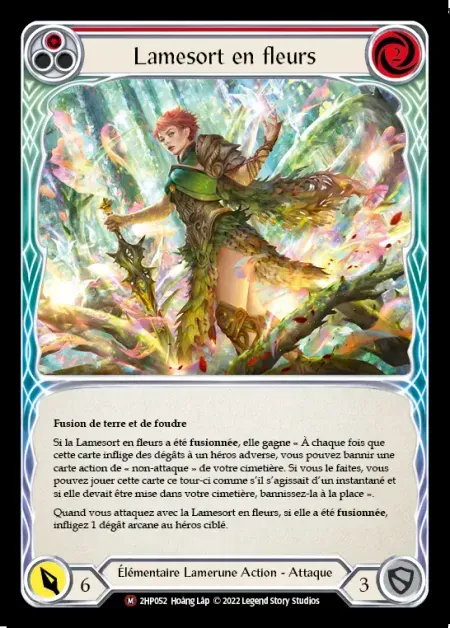 Lamesort en fleurs
2
Fusion de terre et de foudre
Si la Lamesort en fleurs a été fusionnée, elle gagne « À chaque fois que
cette carte inflige des dégâts à un héros adverse, vous pouvez bannir une
carte action de « non-attaque » de votre cimetière. Si vous le faites, vous
pouvez jouer cette carte ce tour-ci comme s'il s'agissait d'un instantané et
si elle devait être mise dans votre cimetière, bannissez-la à la place ».
Quand vous attaquez avec la Lamesort en fleurs, si elle a été fusionnée,
infligez 1 dégât arcane au héros ciblé.
6
Élémentaire Lamerune Action - Attaque
3
M 2HP052 Hoàng Lập © 2022 Legend Story Studios